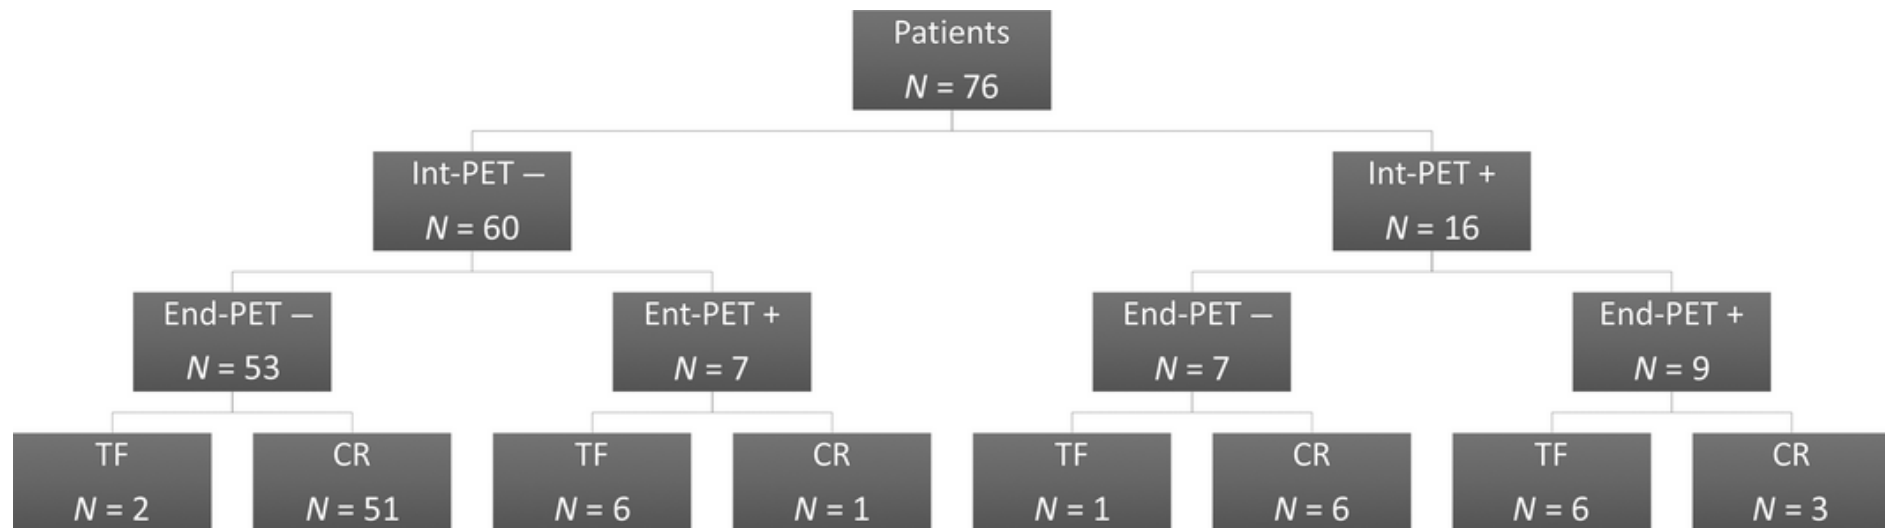 Patients
N = 76
Int-PET –
N = 60
Int-PET +
N = 16
End-PET –
N = 53
Ent-PET +
N = 7
End-PET –
N = 7
End-PET +
N = 9
TF
N = 2
CR
N = 51
TF
N = 6
CR
N = 1
TF
N = 1
CR
N = 6
TF
N = 6
CR
N = 3